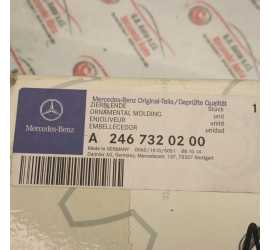 Mercedes-Benz Original-Teile/Geprüfte Qualität
ZIERBLENDE
ORNAMENTAL MOLDING
ENJOLIVEUR
EMBELLECEDOR
Stück
unit
unité
unidad
1
Mercedes-Benz
A 246 732 02 00
Made in GERMANY
Daimler AG, Germany, Mercedesstr. 137, 70327 Stuttgart